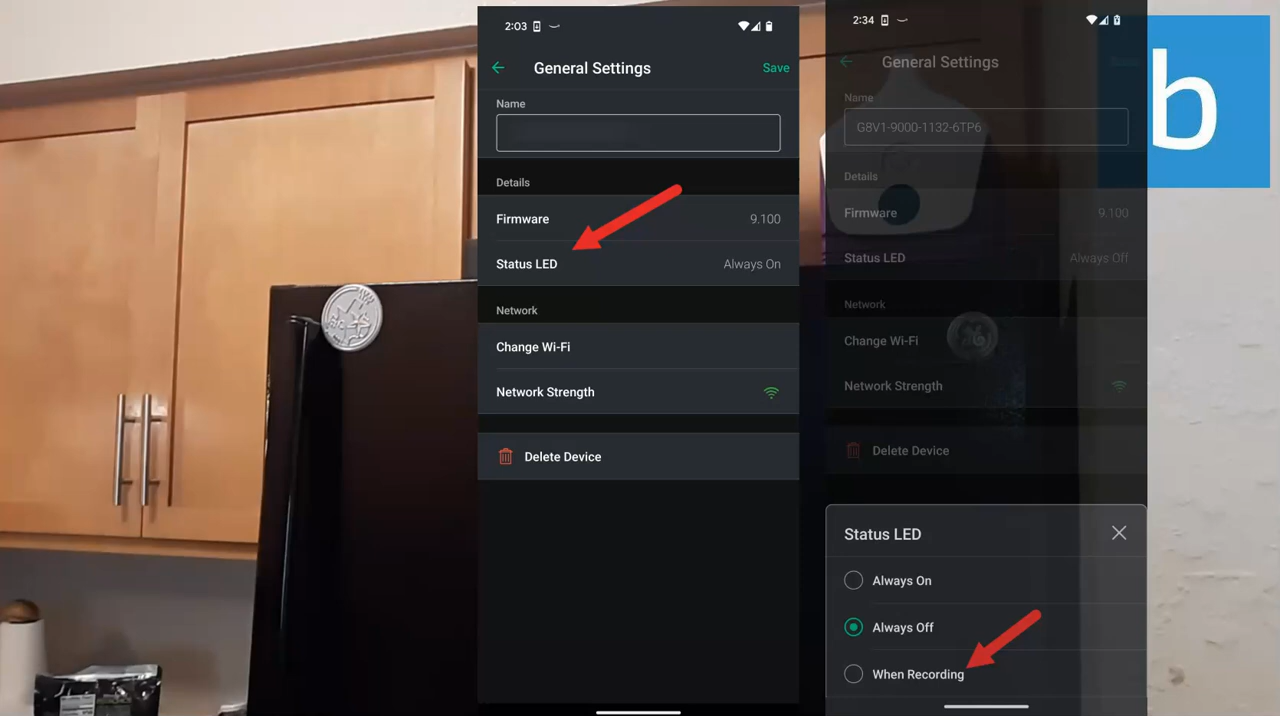 2:03
General Settings
Save
Name
Details
Firmware
9.100
Status LED
Always On
Network
Change Wi-Fi
Network Strength
Delete Device
2:34
General Settings
Save
Name
G8V1-9000-1132-6TP6
Details
Firmware
9.100
Status LED
Always Off
Network
Change Wi-Fi
Network Strength
Delete Device
Status LED
Always On
Always Off
When Recording
b